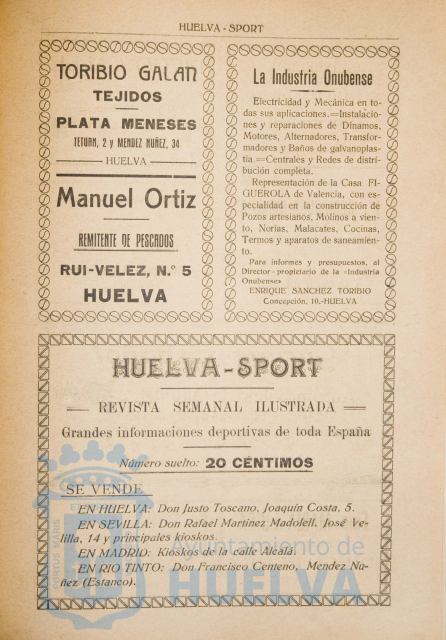 HUELVA - SPORT
TORIBIO GALAN
TEJIDOS
PLATA MENESES
TETUAN, 2 y MENDEZ NUÑEZ, 34
HUELVA
Manuel Ortiz
REMITENTE DE PESCADOS
RUI-VELEZ, N.º 5
HUELVA
La Industria Onubense
Electricidad y Mecánica en to-
das sus aplicaciones.=Instalacio-
nes y reparaciones de Dinamos,
Motores, Alternadores, Transfor-
madores y Baños de galvanoplas-
tia.=Centrales y Redes de distri-
bución completa.
Representación de la Casa FI-
GUEROLA de Valencia, con es-
pecialidad en la construcción de
Pozos artesianos, Molinos a vien-
to, Norias, Malacates, Cocinas,
Termos y aparatos de saneamien-
to.
Para informes y presupuestos, al
Director-propietario de la «Industria
Onubense»
ENRIQUE SANCHEZ TORIBIO
Concepción, 10.-HUELVA
HUELVA-SPORT
REVISTA SEMANAL ILUSTRADA
Grandes informaciones deportivas de toda España
Número suelto: 20 CENTIMOS
SE VENDE
EN HUELVA: Don Justo Toscano, Joaquín Costa, 5.
EN SEVILLA: Don Rafael Martínez Madolell, José Ve-
lilla, 14 y principales kioskos.
EN MADRID: Kioskos de la calle Alcalá.
EN RIO TINTO: Don Francisco Centeno, Mendez Nu-
ñez (Estanco).
Ayuntamiento de
HUELVA